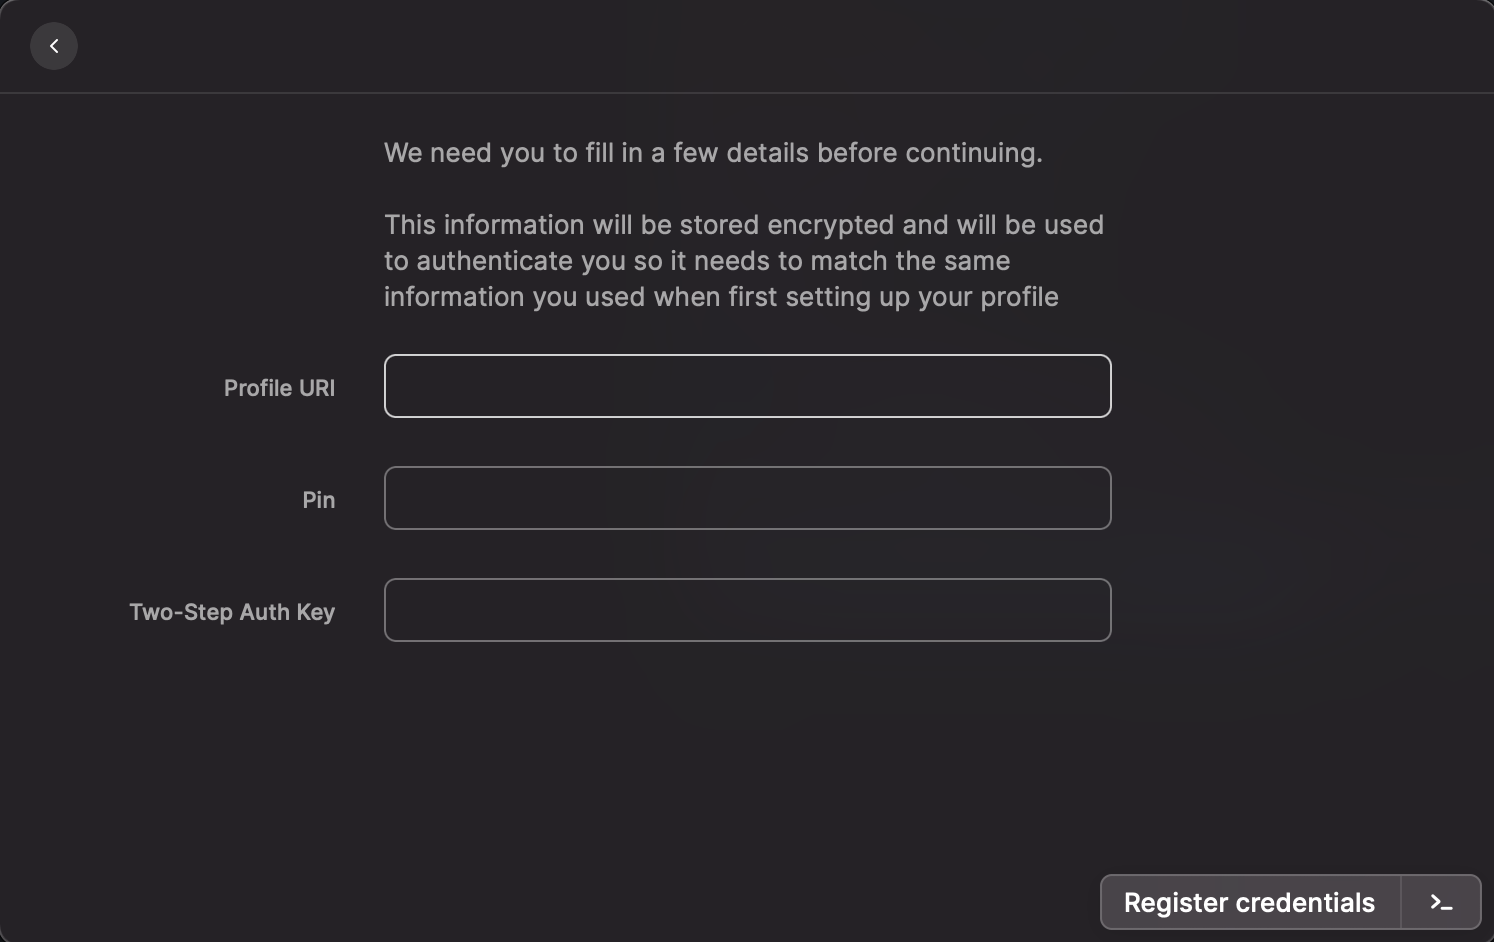 We need you to fill in a few details before continuing.
This information will be stored encrypted and will be used
to authenticate you so it needs to match the same
information you used when first setting up your profile
Profile URI
Pin
Two-Step Auth Key
Register credentials